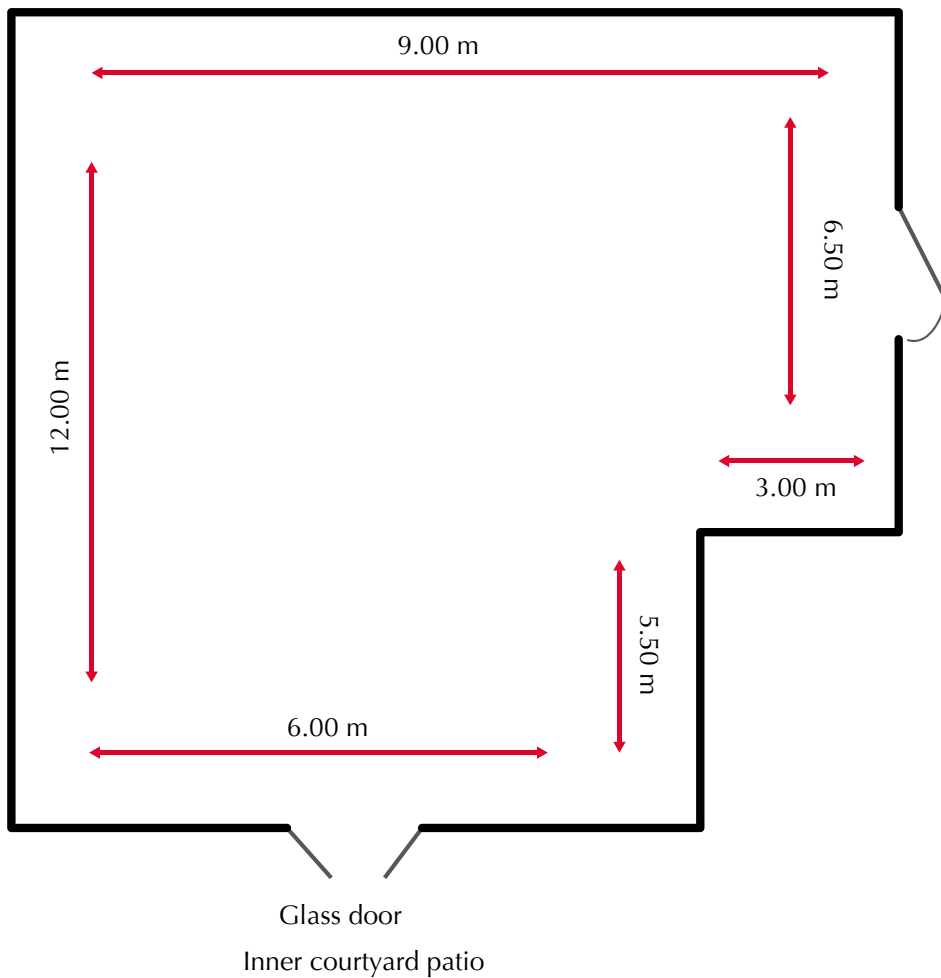 9.00 m
6.50 m
12.00 m
3.00 m
5.50 m
6.00 m
Glass door
Inner courtyard patio